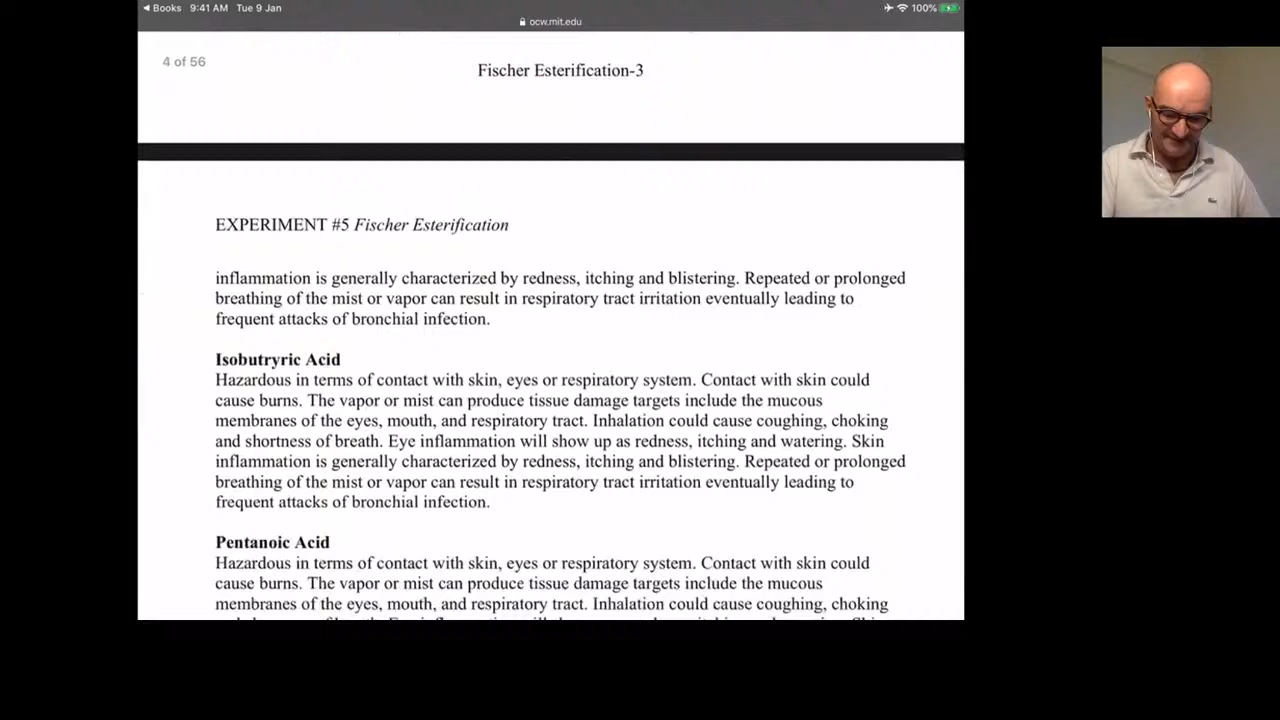 Books 9:41 AM Tue 9 Jan 100%
ocw.mit.edu
4 of 56
Fischer Esterification-3
EXPERIMENT #5 Fischer Esterification
inflammation is generally characterized by redness, itching and blistering. Repeated or prolonged
breathing of the mist or vapor can result in respiratory tract irritation eventually leading to
frequent attacks of bronchial infection.
Isobutryric Acid
Hazardous in terms of contact with skin, eyes or respiratory system. Contact with skin could
cause burns. The vapor or mist can produce tissue damage targets include the mucous
membranes of the eyes, mouth, and respiratory tract. Inhalation could cause coughing, choking
and shortness of breath. Eye inflammation will show up as redness, itching and watering. Skin
inflammation is generally characterized by redness, itching and blistering. Repeated or prolonged
breathing of the mist or vapor can result in respiratory tract irritation eventually leading to
frequent attacks of bronchial infection.
Pentanoic Acid
Hazardous in terms of contact with skin, eyes or respiratory system. Contact with skin could
cause burns. The vapor or mist can produce tissue damage targets include the mucous
membranes of the eyes, mouth, and respiratory tract. Inhalation could cause coughing, choking